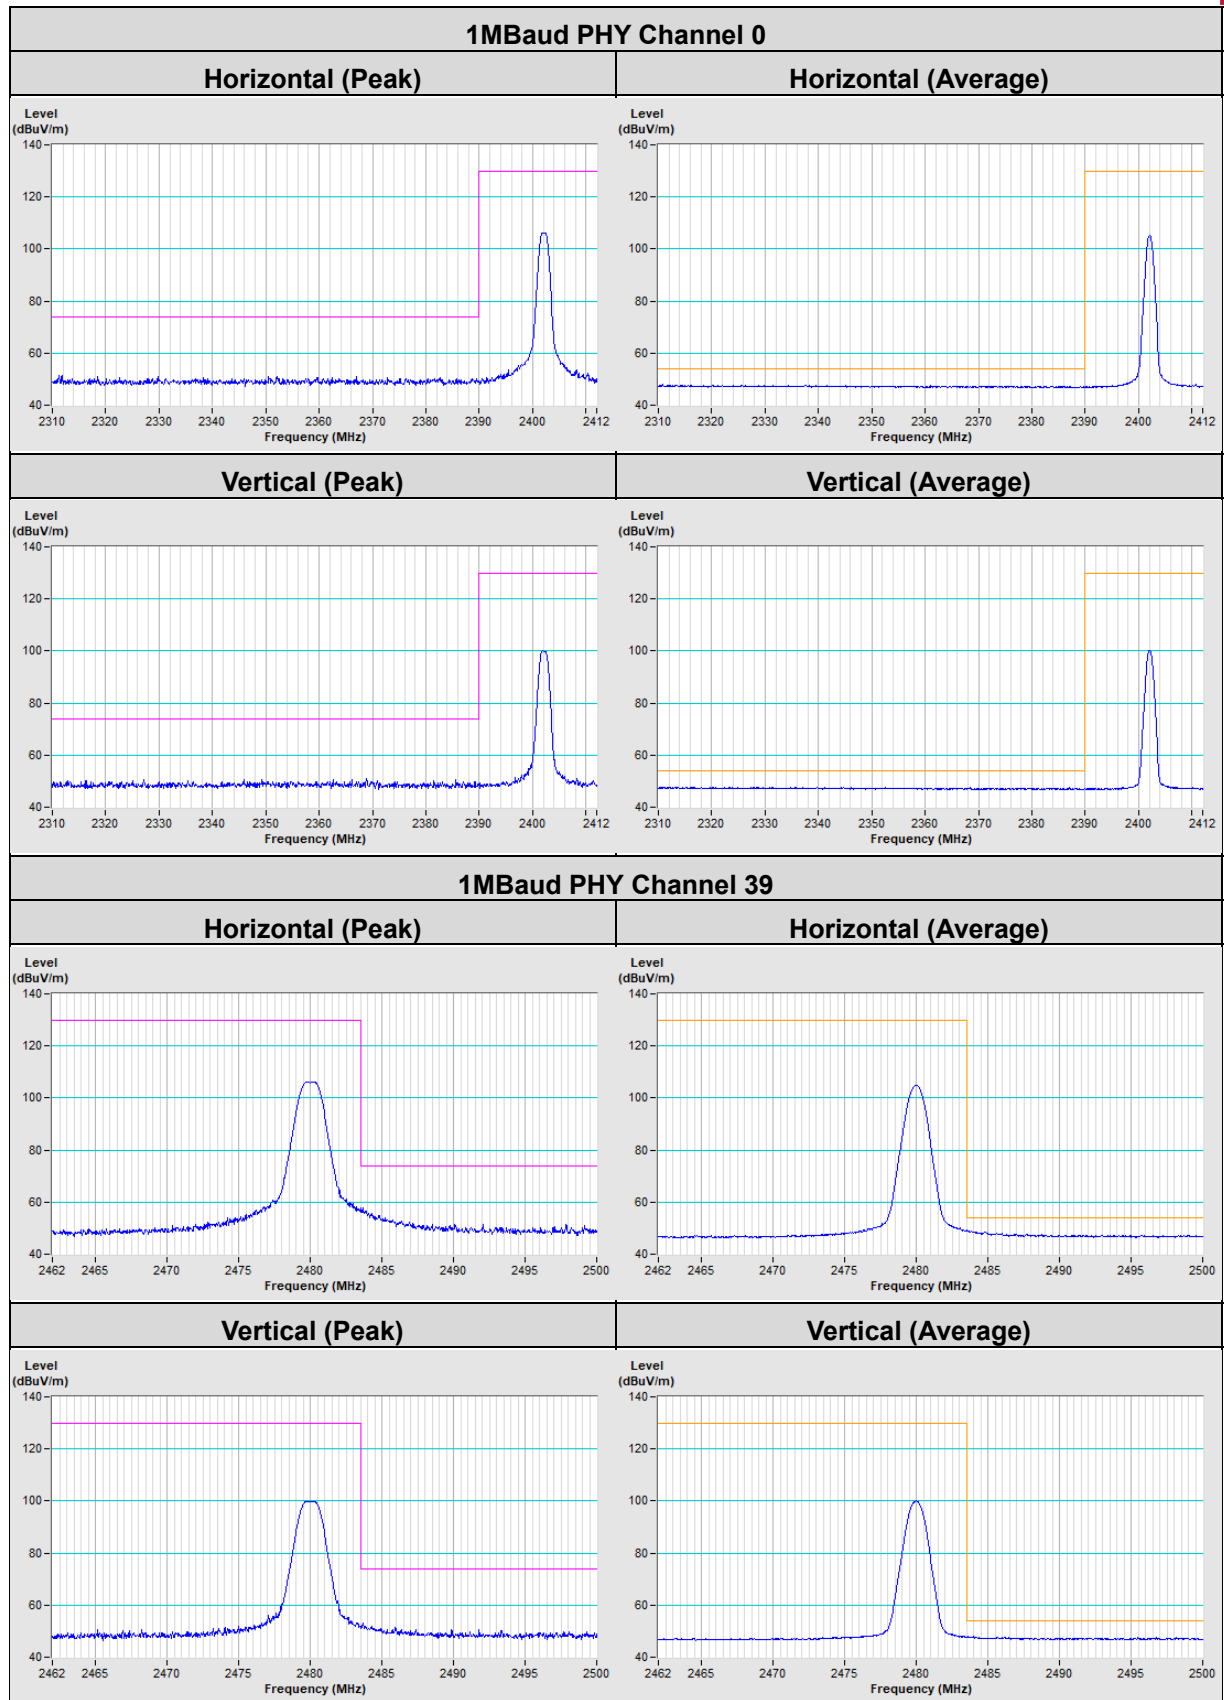 1MBaud PHY Channel 0
Horizontal (Peak) Horizontal (Average)
Level
(dBuV/m)
140
120
100
80
60
40
2310 2320 2330 2340 2350 2360 2370 2380 2390 2400 2412
Frequency (MHz)
Level
(dBuV/m)
140
120
100
80
60
40
2310 2320 2330 2340 2350 2360 2370 2380 2390 2400 2412
Frequency (MHz)
Vertical (Peak) Vertical (Average)
Level
(dBuV/m)
140
120
100
80
60
40
2310 2320 2330 2340 2350 2360 2370 2380 2390 2400 2412
Frequency (MHz)
Level
(dBuV/m)
140
120
100
80
60
40
2310 2320 2330 2340 2350 2360 2370 2380 2390 2400 2412
Frequency (MHz)
1MBaud PHY Channel 39
Horizontal (Peak) Horizontal (Average)
Level
(dBuV/m)
140
120
100
80
60
40
2462 2465 2470 2475 2480 2485 2490 2495 2500
Frequency (MHz)
Level
(dBuV/m)
140
120
100
80
60
40
2462 2465 2470 2475 2480 2485 2490 2495 2500
Frequency (MHz)
Vertical (Peak) Vertical (Average)
Level
(dBuV/m)
140
120
100
80
60
40
2462 2465 2470 2475 2480 2485 2490 2495 2500
Frequency (MHz)
Level
(dBuV/m)
140
120
100
80
60
40
2462 2465 2470 2475 2480 2485 2490 2495 2500
Frequency (MHz)